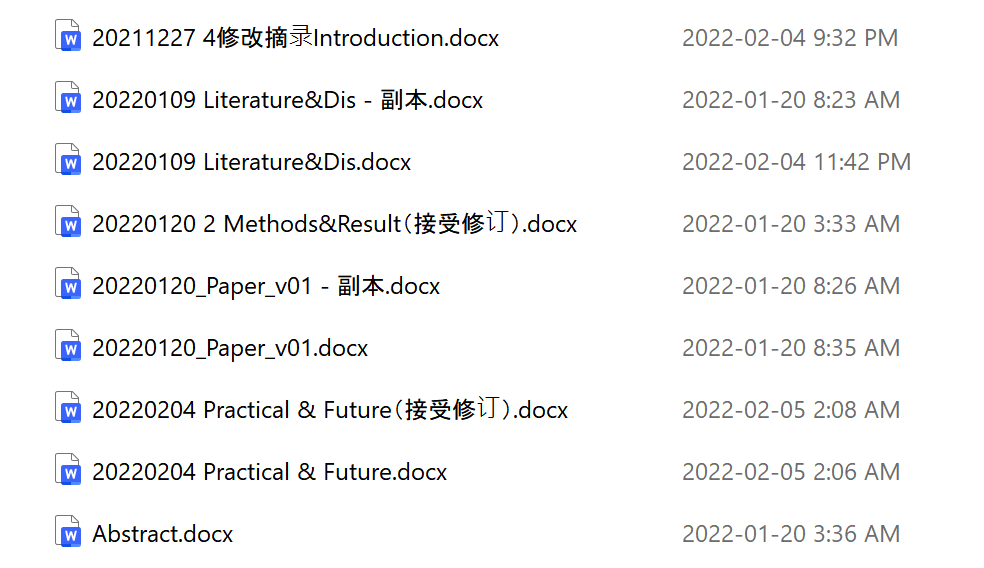 20211227 4修改摘录Introduction.docx 2022-02-04 9:32 PM
20220109 Literature&Dis - 副本.docx 2022-01-20 8:23 AM
20220109 Literature&Dis.docx 2022-02-04 11:42 PM
20220120 2 Methods&Result(接受修订).docx 2022-01-20 3:33 AM
20220120_Paper_v01 - 副本.docx 2022-01-20 8:26 AM
20220120_Paper_v01.docx 2022-01-20 8:35 AM
20220204 Practical & Future(接受修订).docx 2022-02-05 2:08 AM
20220204 Practical & Future.docx 2022-02-05 2:06 AM
Abstract.docx 2022-01-20 3:36 AM